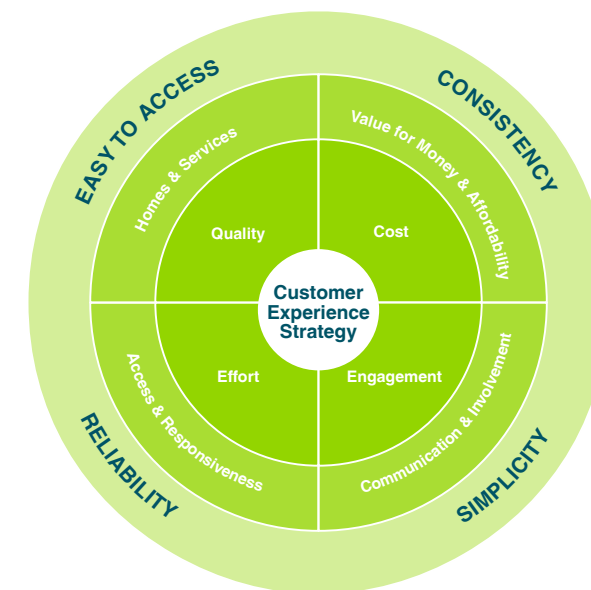 EASY TO ACCESS
CONSISTENCY
Homes & Services
Value for Money & Affordability
Quality
Cost
Customer
Experience
Strategy
Effort
Engagement
Access & Responsiveness
Communication & Involvement
RELIABILITY
SIMPLICITY